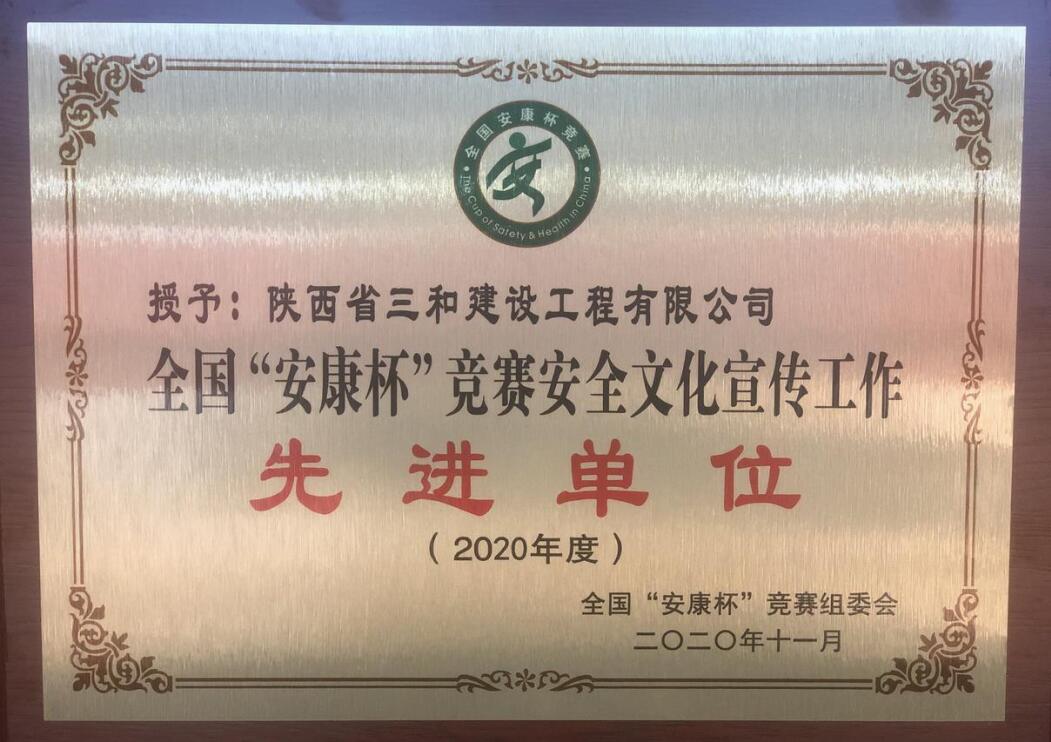 全国安康杯竞赛
The Cup of Safety & Health in China
授予：陕西省三和建设工程有限公司
全国“安康杯”竞赛安全文化宣传工作
先进单位
（2020年度）
全国“安康杯”竞赛组委会
二〇二〇年十一月